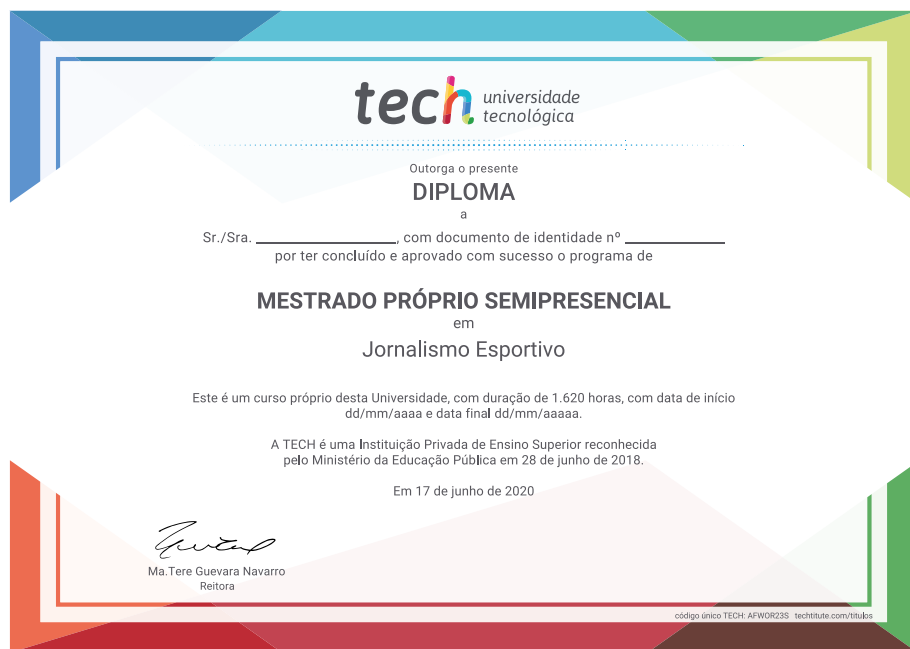 tech universidade
tecnológica
Outorga o presente
DIPLOMA
a
Sr./Sra. ____________________, com documento de identidade nº ______________
por ter concluído e aprovado com sucesso o programa de
MESTRADO PRÓPRIO SEMIPRESENCIAL
em
Jornalismo Esportivo
Este é um curso próprio desta Universidade, com duração de 1.620 horas, com data de início
dd/mm/aaaa e data final dd/mm/aaaaa.
A TECH é uma Instituição Privada de Ensino Superior reconhecida
pelo Ministério da Educação Pública em 28 de junho de 2018.
Em 17 de junho de 2020
Ma.Tere Guevara Navarro
Reitora
código único TECH: AFWOR23S techtitute.com/titulos